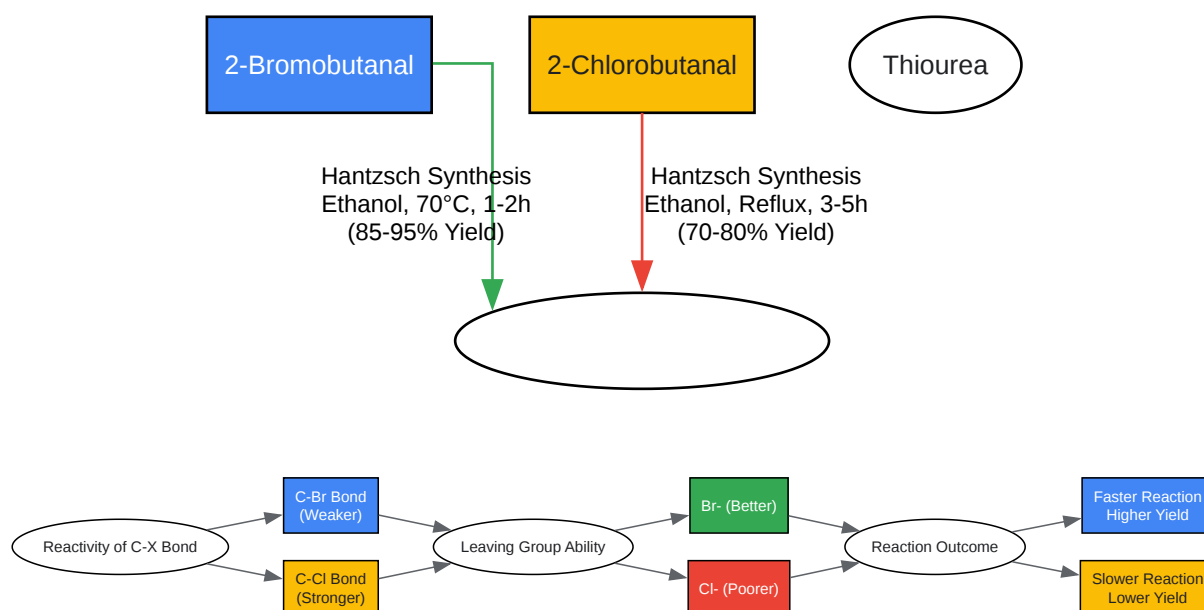 2-Bromobutanal
2-Chlorobutanal
Thiourea
Hantzsch Synthesis
Ethanol, 70°C, 1-2h
(85-95% Yield)
Hantzsch Synthesis
Ethanol, Reflux, 3-5h
(70-80% Yield)
Reactivity of C-X Bond
C-Br Bond
(Weaker)
C-Cl Bond
(Stronger)
Leaving Group Ability
Br- (Better)
Cl- (Poorer)
Reaction Outcome
Faster Reaction
Higher Yield
Slower Reaction
Lower Yield